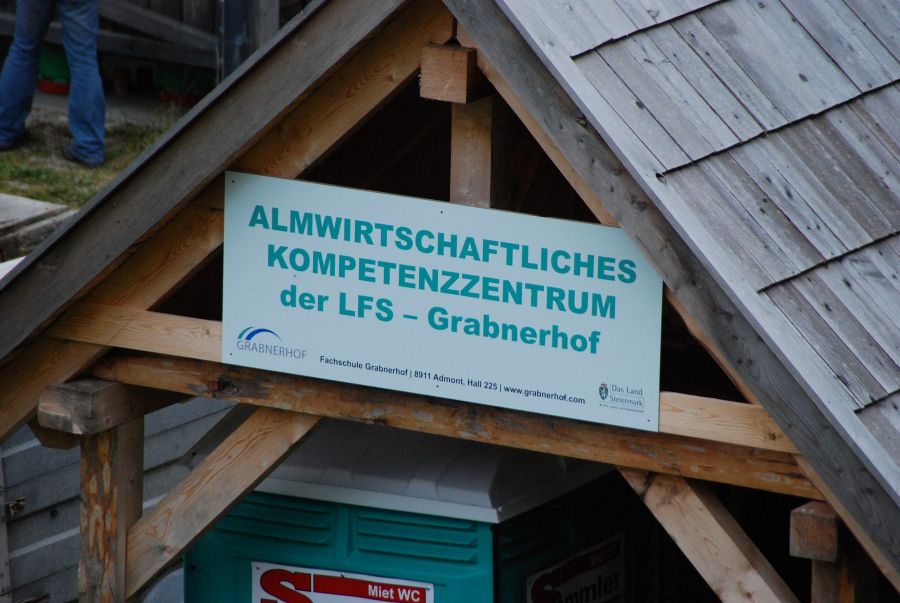 ALMWIRTSCHAFTLICHES
KOMPETENZZENTRUM
der LFS – Grabnerhof
GRABNERHOF
Fachschule Grabnerhof | 8911 Admont, Hall 225 | www.grabnerhof.com
Das Land
Steiermark
Miet WC